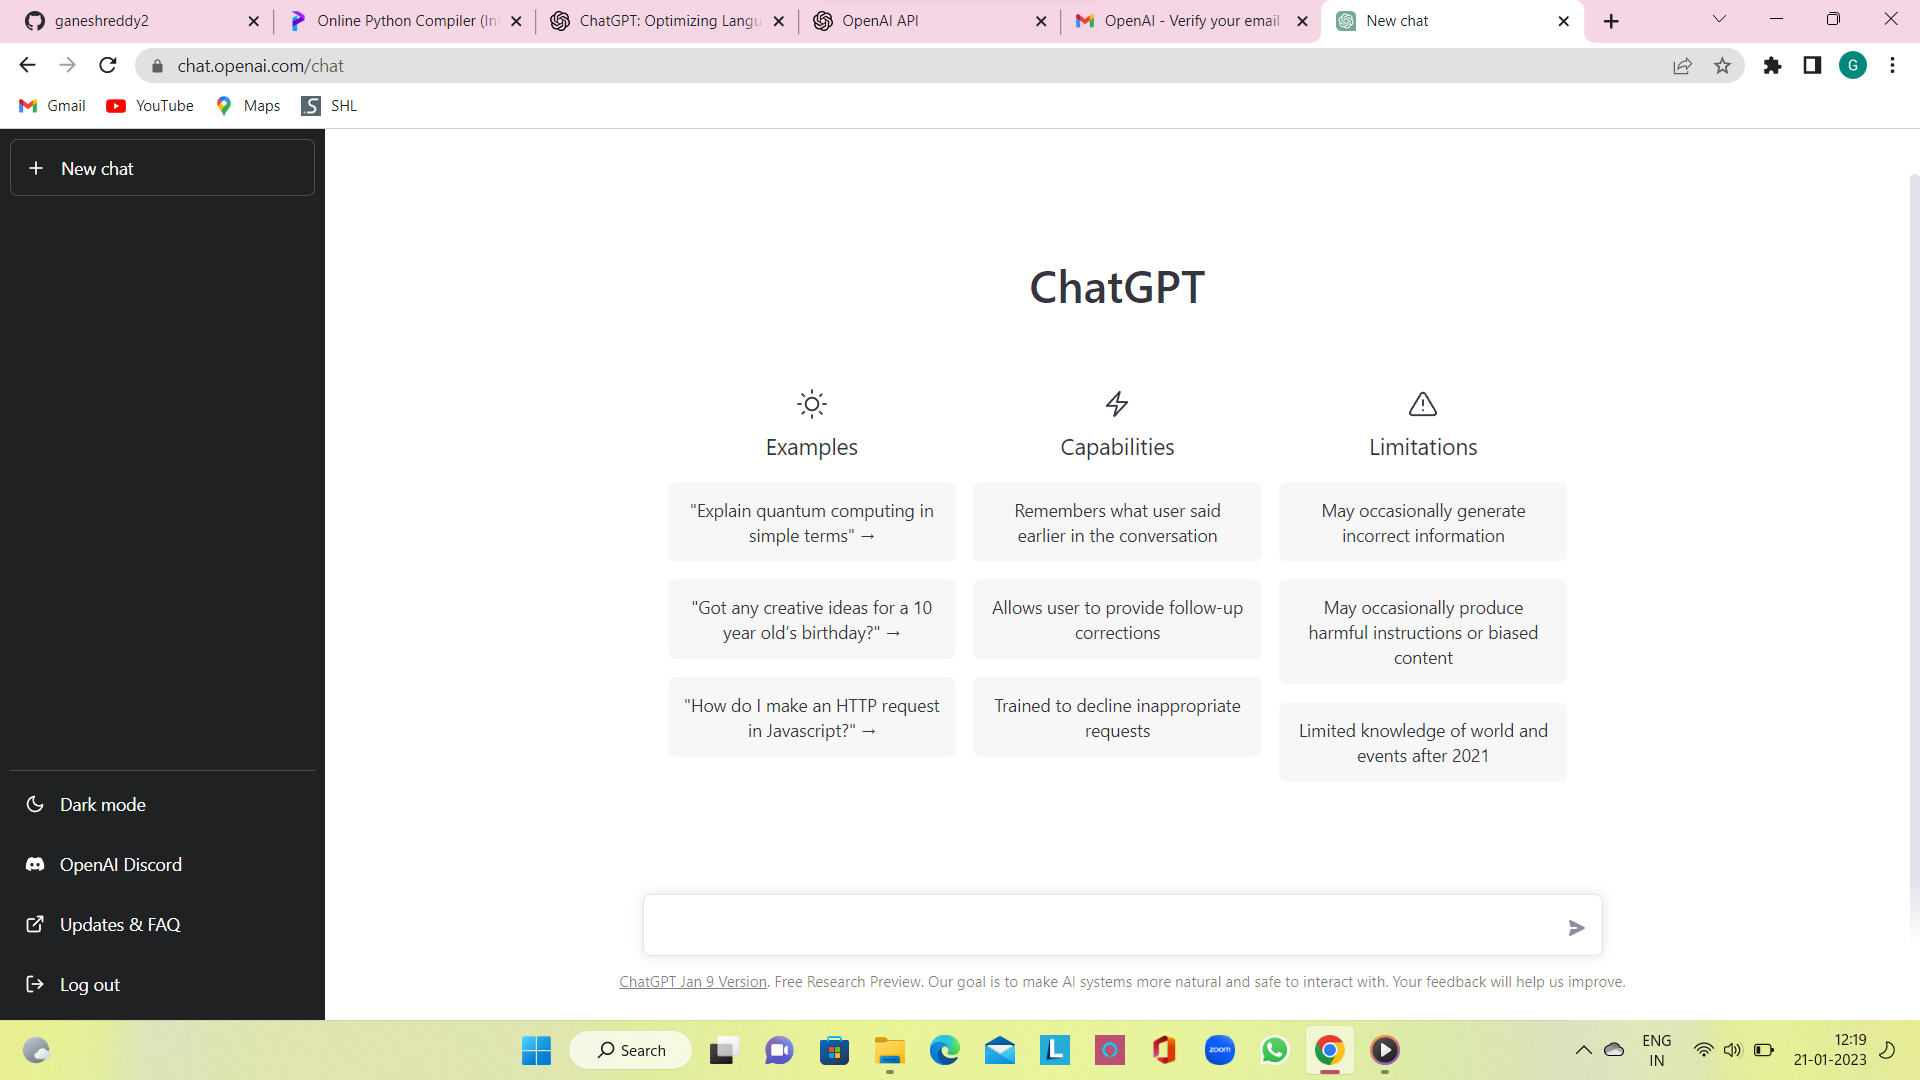 ganeshreddy2
Online Python Compiler (Int
ChatGPT: Optimizing Langu
OpenAI API
OpenAI - Verify your email
New chat
chat.openai.com/chat
G
Gmail
YouTube
Maps
S SHL
New chat
ChatGPT
Examples
Capabilities
Limitations
"Explain quantum computing in
simple terms" →
Remembers what user said
earlier in the conversation
May occasionally generate
incorrect information
"Got any creative ideas for a 10
year old’s birthday?" →
Allows user to provide follow-up
corrections
May occasionally produce
harmful instructions or biased
content
"How do I make an HTTP request
in Javascript?" →
Trained to decline inappropriate
requests
Limited knowledge of world and
events after 2021
Dark mode
OpenAI Discord
Updates & FAQ
Log out
ChatGPT Jan 9 Version. Free Research Preview. Our goal is to make AI systems more natural and safe to interact with. Your feedback will help us improve.
Search
L
zoom
ENG
IN
12:19
21-01-2023